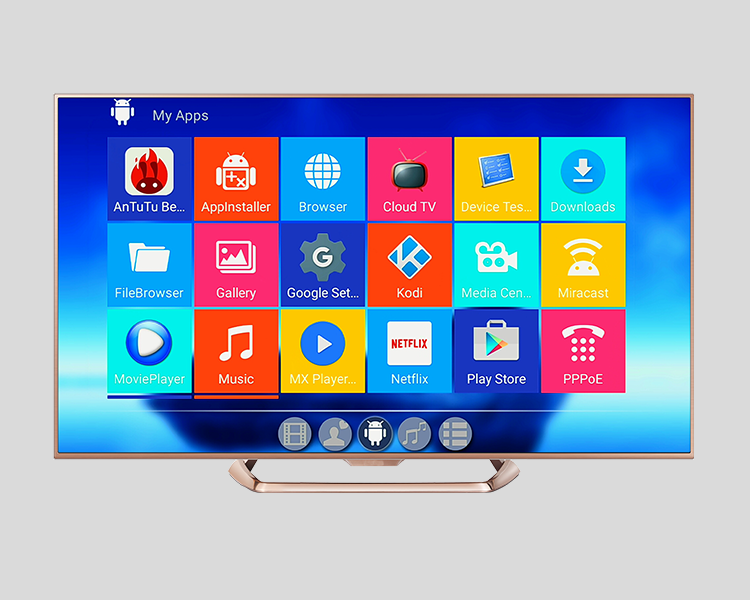 My Apps
AnTuTu Be...
AppInstaller
Browser
Cloud TV
Device Tes...
Downloads
FileBrowser
Gallery
G
Google Set...
Kodi
Media Cen...
Miracast
MoviePlayer
Music
MX Player...
NETFLIX
Netflix
Play Store
PPPoE